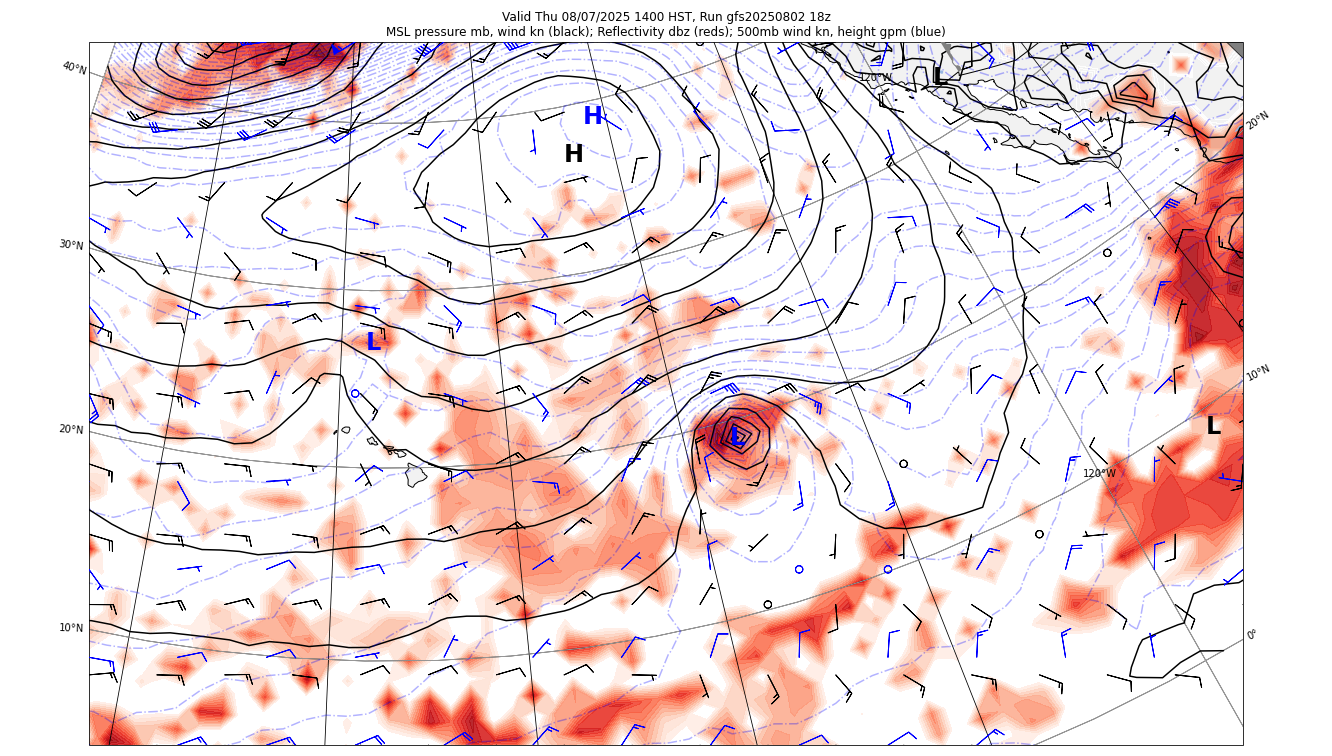 Valid Thu 08/07/2025 1400 HST, Run gfs20250802 18z
MSL pressure mb, wind kn (black); Reflectivity dbz (reds); 500mb wind kn, height gpm (blue)
40°N
120°W
L
20°N
H
H
30°N
L
10°N
20°N
L
L
120°W
10°N
0°